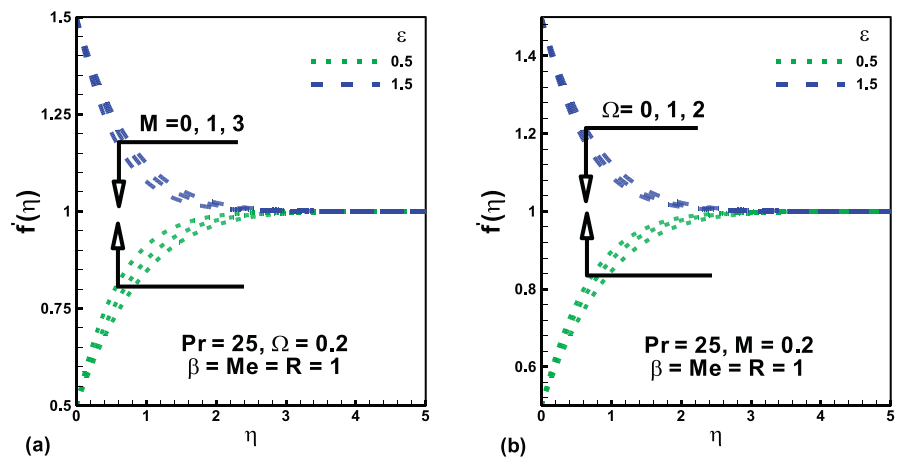 1.5
1.25
1
0.75
0.5
f'(η)
ε
0.5
1.5
M =0, 1, 3
Pr = 25, Ω = 0.2
β = Me = R = 1
0 1 2 3 4 5
(a)
η
1.4
1.2
1
0.8
0.6
f'(η)
ε
0.5
1.5
Ω= 0, 1, 2
Pr = 25, M = 0.2
β = Me = R = 1
0 1 2 3 4 5
(b)
η